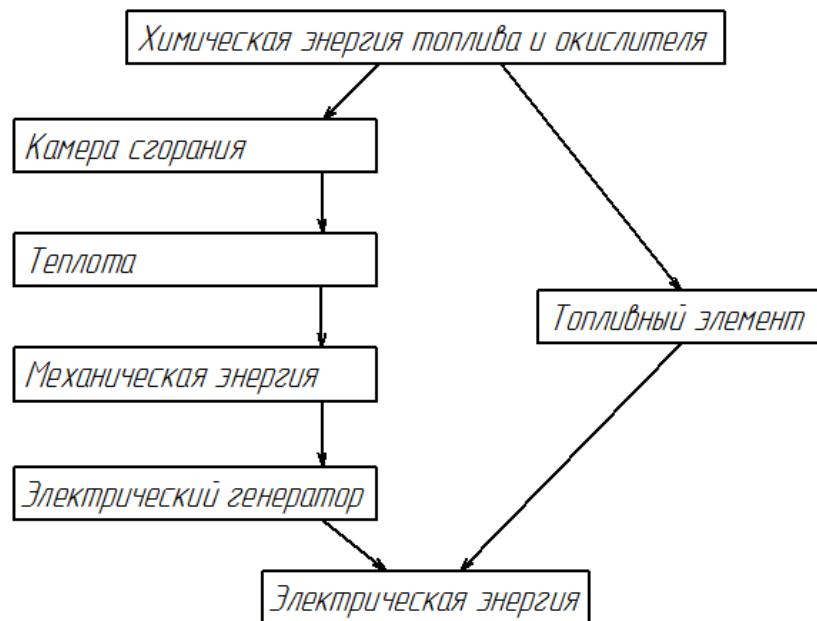 Химическая энергия топлива и окислителя
Камера сгорания
Теплота
Топливный элемент
Механическая энергия
Электрический генератор
Электрическая энергия